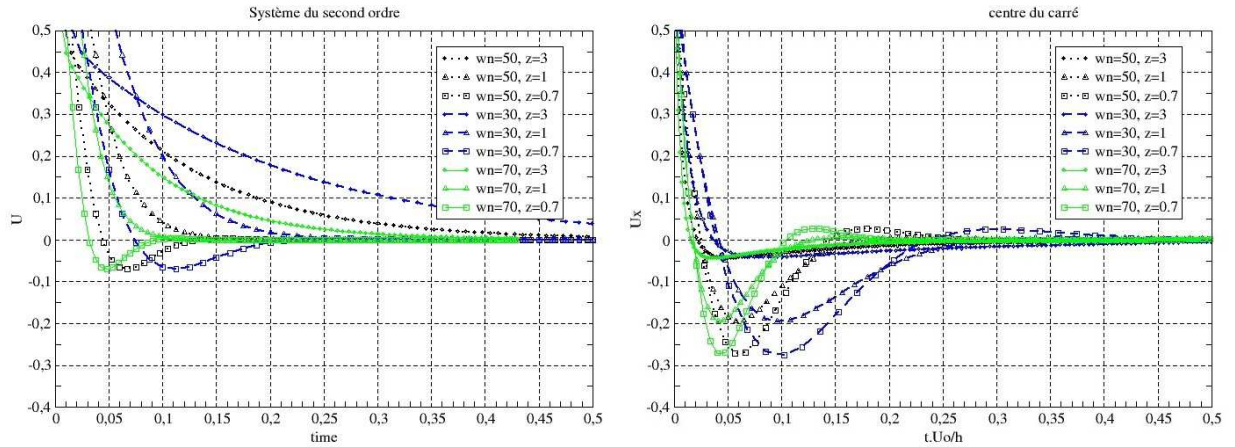 Système du second ordre
0,5
0,4
0,3
0,2
0,1
0
-0,1
-0,2
-0,3
-0,4
U
0
0,05
0,1
0,15
0,2
0,25
0,3
0,35
0,4
0,45
0,5
time
wn=50, z=3
wn=50, z=1
wn=50, z=0.7
wn=30, z=3
wn=30, z=1
wn=30, z=0.7
wn=70, z=3
wn=70, z=1
wn=70, z=0.7
centre du carré
0,5
0,4
0,3
0,2
0,1
0
-0,1
-0,2
-0,3
-0,4
Ux
0
0,05
0,1
0,15
0,2
0,25
0,3
0,35
0,4
0,45
0,5
t.Uo/h
wn=50, z=3
wn=50, z=1
wn=50, z=0.7
wn=30, z=3
wn=30, z=1
wn=30, z=0.7
wn=70, z=3
wn=70, z=1
wn=70, z=0.7